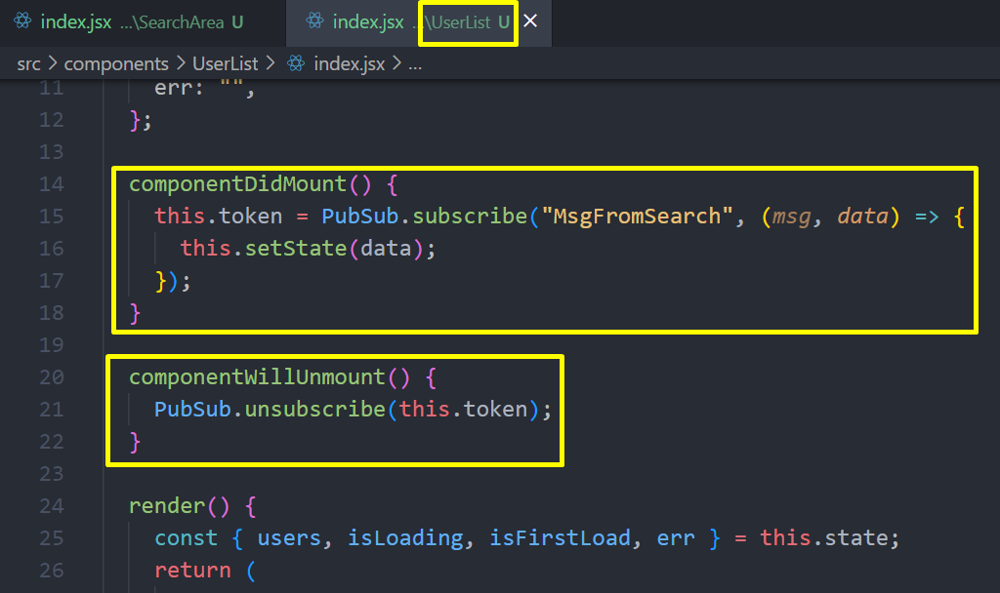 index.jsx ...\SearchArea U index.jsx ...\UserList U
src > components > UserList > index.jsx > ...
11 err: "",
12 };
13
14 componentDidMount() {
15 this.token = PubSub.subscribe("MsgFromSearch", (msg, data) => {
16 this.setState(data);
17 });
18 }
19
20 componentWillUnmount() {
21 PubSub.unsubscribe(this.token);
22 }
23
24 render() {
25 const { users, isLoading, isFirstLoad, err } = this.state;
26 return (